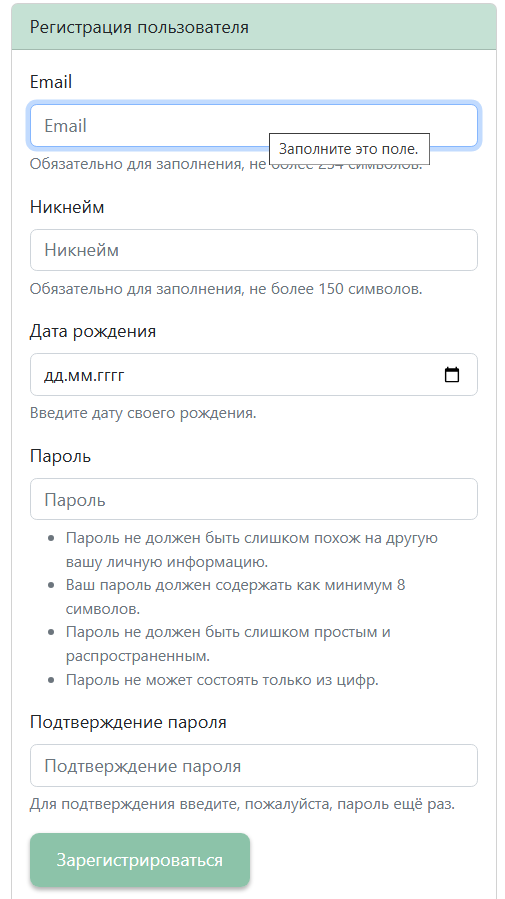 Регистрация пользователя
Email
Email
Заполните это поле.
Обязательно для заполнения, не более 254 символов.
Никнейм
Никнейм
Обязательно для заполнения, не более 150 символов.
Дата рождения
дд.мм.гггг
Введите дату своего рождения.
Пароль
Пароль
Пароль не должен быть слишком похож на другую
вашу личную информацию.
Ваш пароль должен содержать как минимум 8
символов.
Пароль не должен быть слишком простым и
распространенным.
Пароль не может состоять только из цифр.
Подтверждение пароля
Подтверждение пароля
Для подтверждения введите, пожалуйста, пароль ещё раз.
Зарегистрироваться